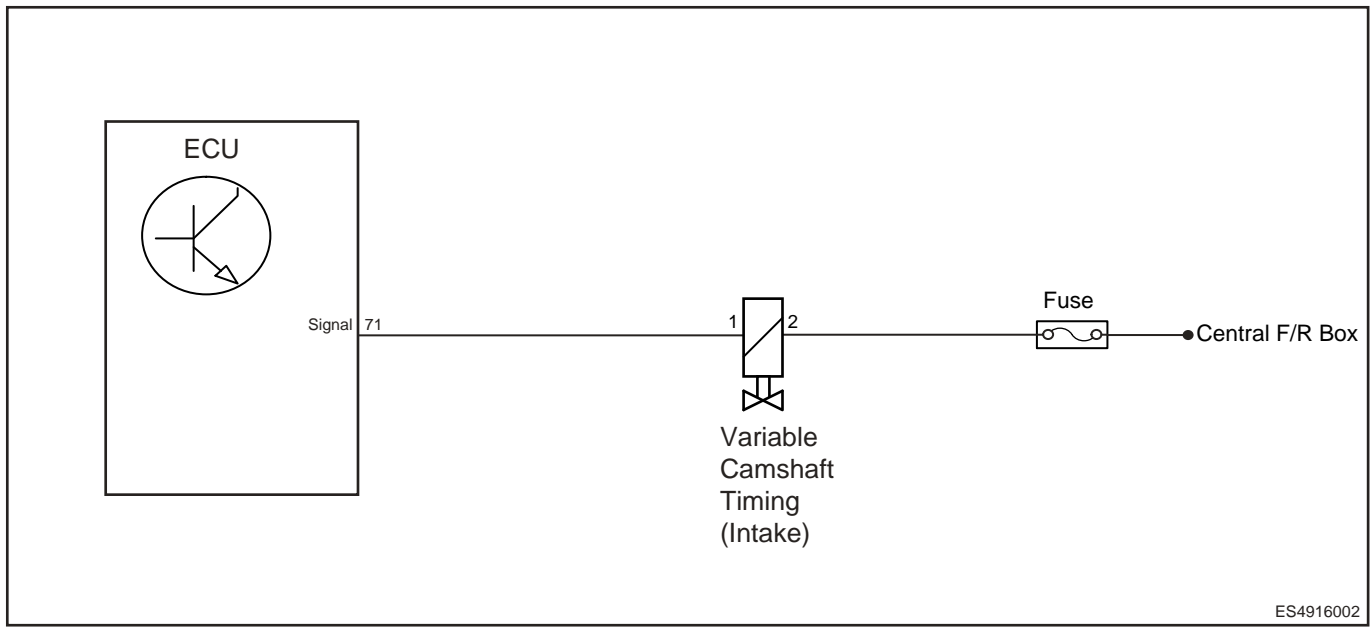 ECU
Signal 71
1 2
Fuse
Central F/R Box
Variable
Camshaft
Timing
(Intake)
ES4916002